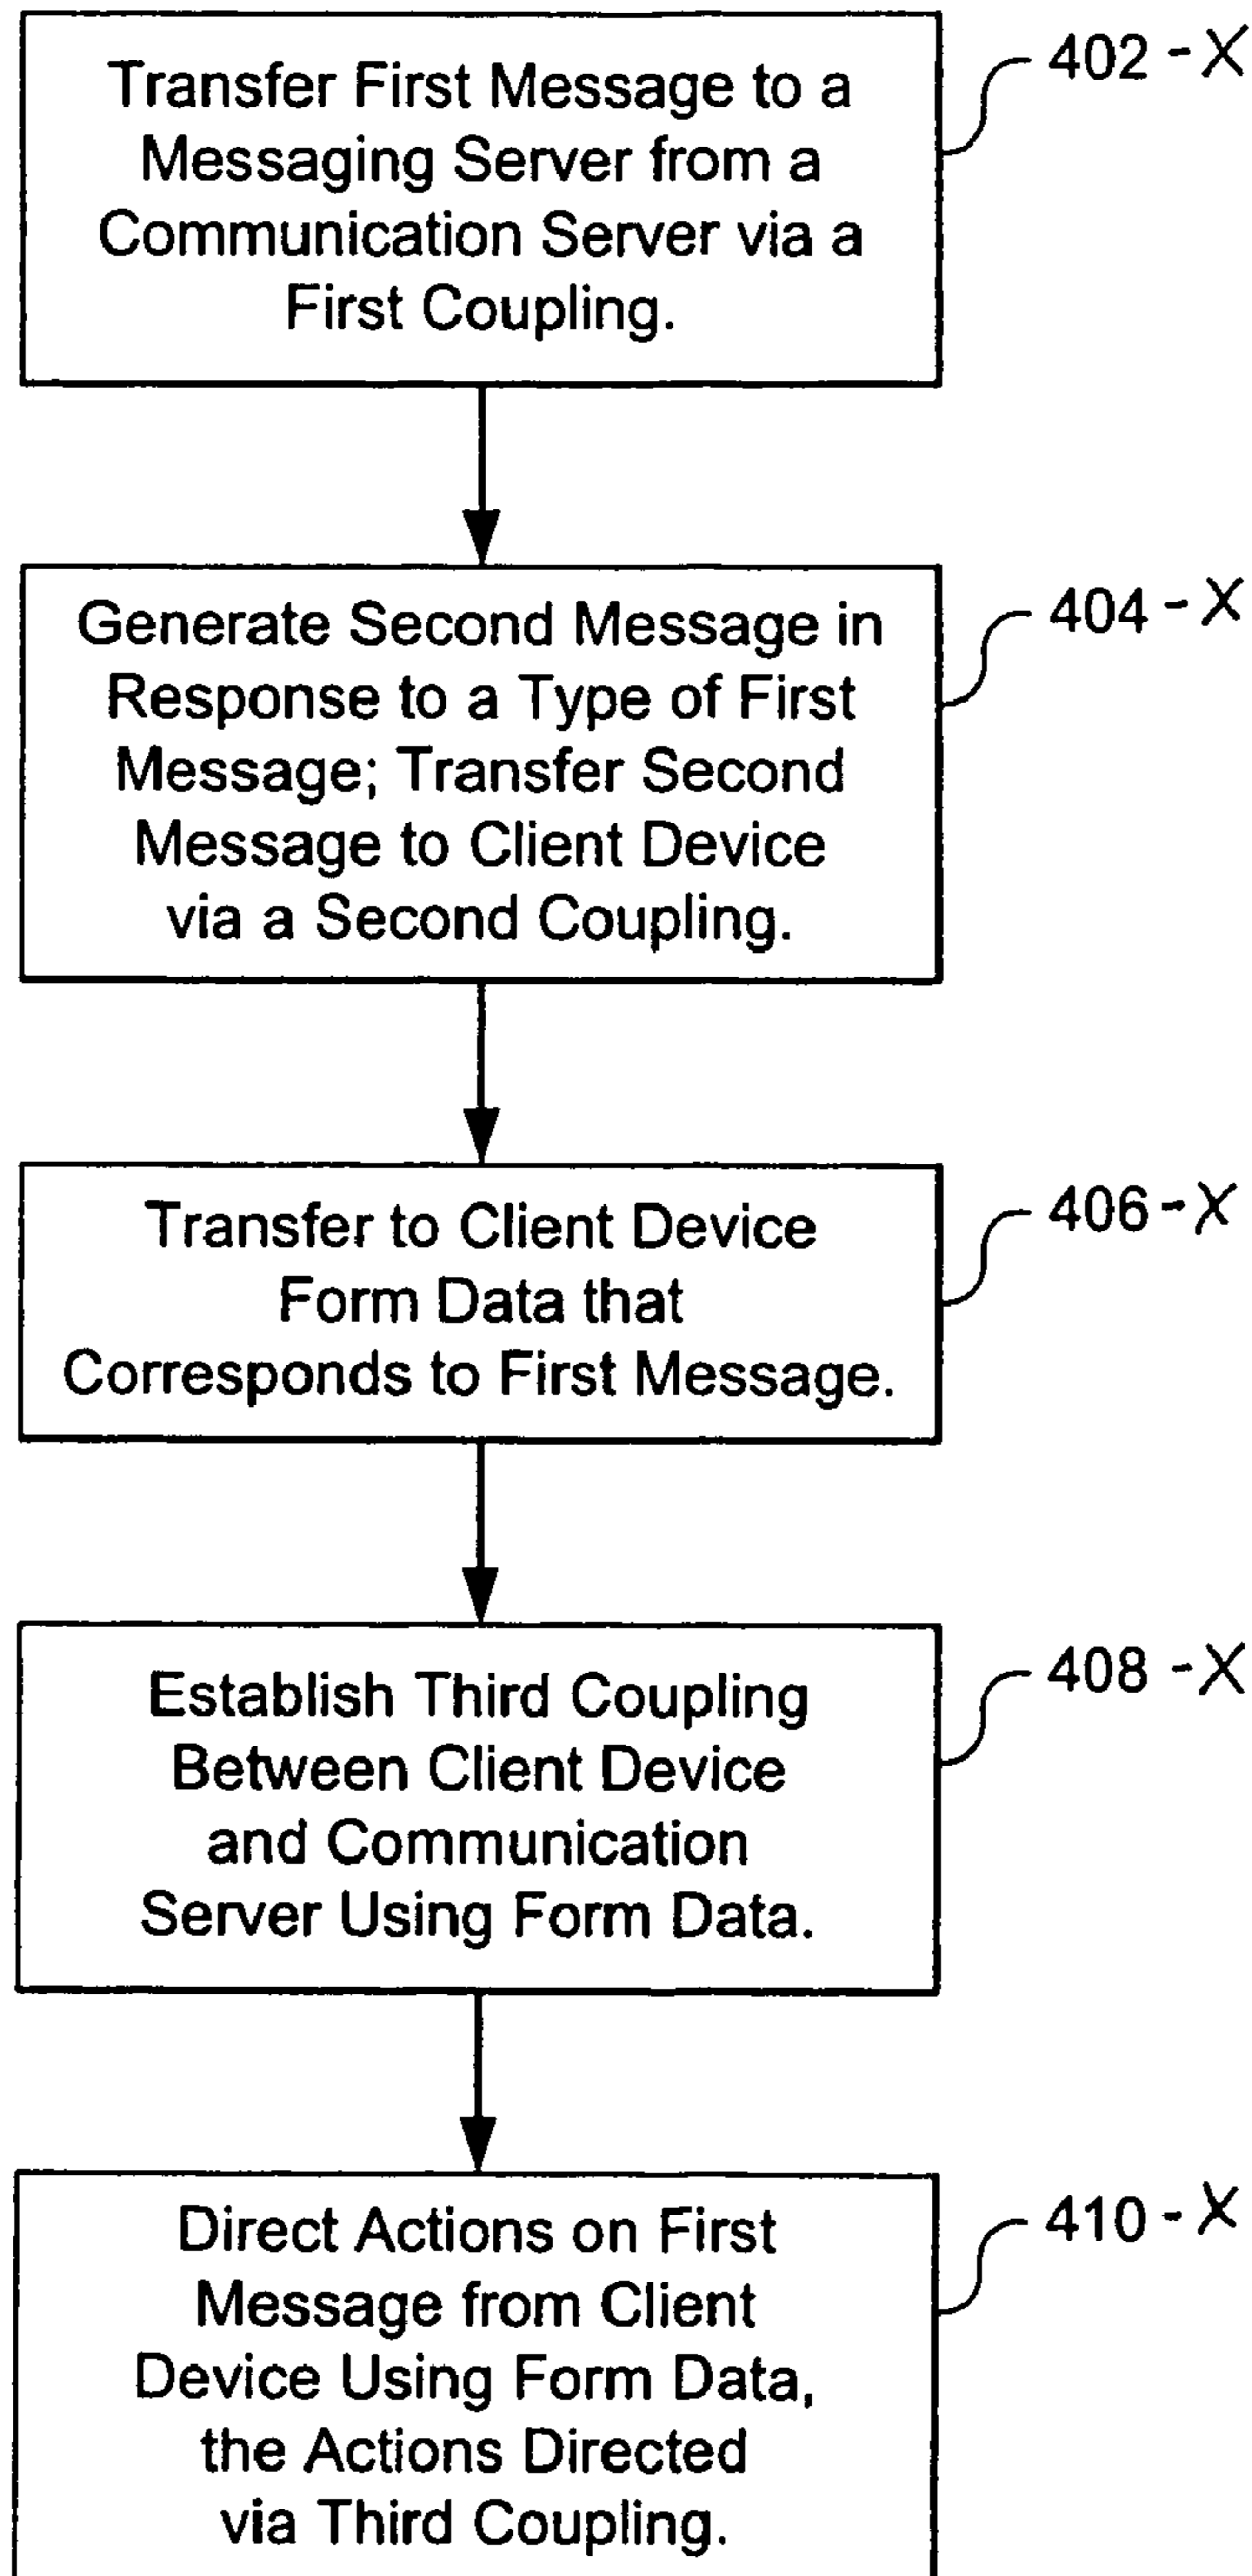 Transfer First Message to a
Messaging Server from a
Communication Server via a
First Coupling.
402 - X
Generate Second Message in
Response to a Type of First
Message; Transfer Second
Message to Client Device
via a Second Coupling.
404 - X
Transfer to Client Device
Form Data that
Corresponds to First Message.
406 - X
Establish Third Coupling
Between Client Device
and Communication
Server Using Form Data.
408 - X
Direct Actions on First
Message from Client
Device Using Form Data,
the Actions Directed
via Third Coupling.
410 - X